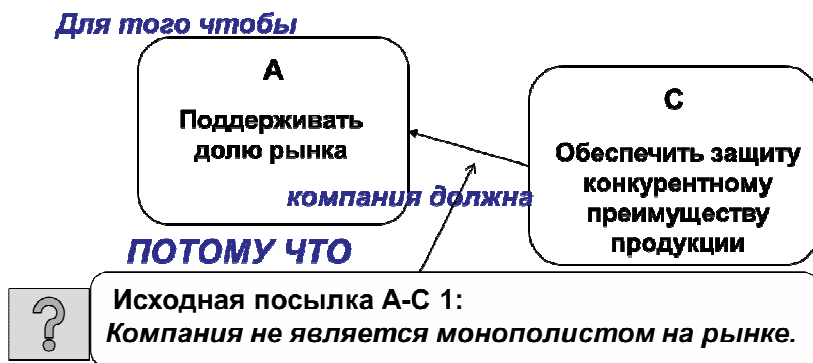 Для того чтобы
А
Поддерживать
долю рынка
С
Обеспечить защиту
конкурентному
преимуществу
продукции
компания должна
ПОТОМУ ЧТО
?
Исходная посылка А-С 1:
Компания не является монополистом на рынке.